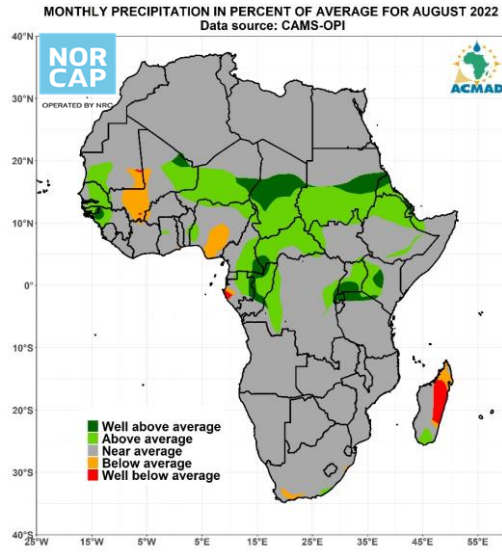 MONTHLY PRECIPITATION IN PERCENT OF AVERAGE FOR AUGUST 2022
Data source: CAMS-OPI
NOR
CAP
OPERATED BY NRC
ACMAD
40°N
30°N
20°N
10°N
0°
10°S
20°S
30°S
40°S
Well above average
Above average
Near average
Below average
Well below average
25°W 15°W 5°W 5°E 15°E 25°E 35°E 45°E 55°E